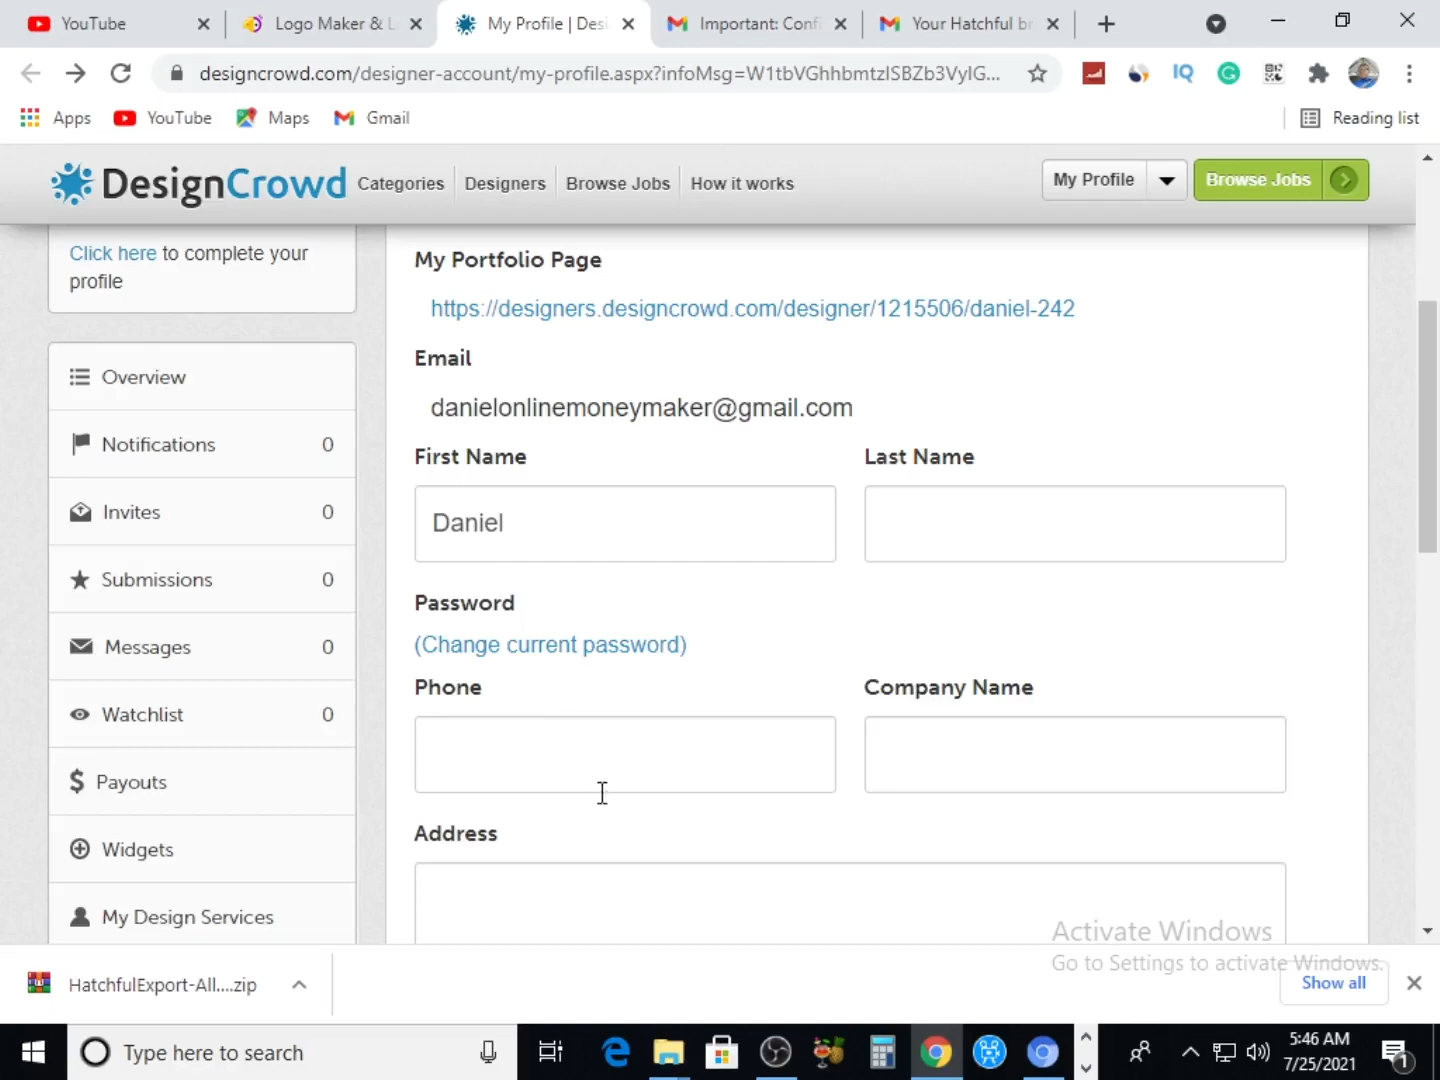 YouTube
Logo Maker & L
My Profile | Desi
Important: Confi
Your Hatchful br
designcrowd.com/designer-account/my-profile.aspx?infoMsg=W1tbVGhhbmtzISBZb3VyIG...
IQ
G
Apps
YouTube
Maps
Gmail
Reading list
DesignCrowd
Categories
Designers
Browse Jobs
How it works
My Profile
Browse Jobs
Click here to complete your
profile
Overview
Notifications 0
Invites 0
Submissions 0
Messages 0
Watchlist 0
Payouts
Widgets
My Design Services
My Portfolio Page
https://designers.designcrowd.com/designer/1215506/daniel-242
Email
danielonlinemoneymaker@gmail.com
First Name
Last Name
Daniel
Password
(Change current password)
Phone
Company Name
Address
Activate Windows
Go to Settings to activate Windows.
HatchfulExport-All....zip
Show all
Type here to search
5:46 AM
7/25/2021
1